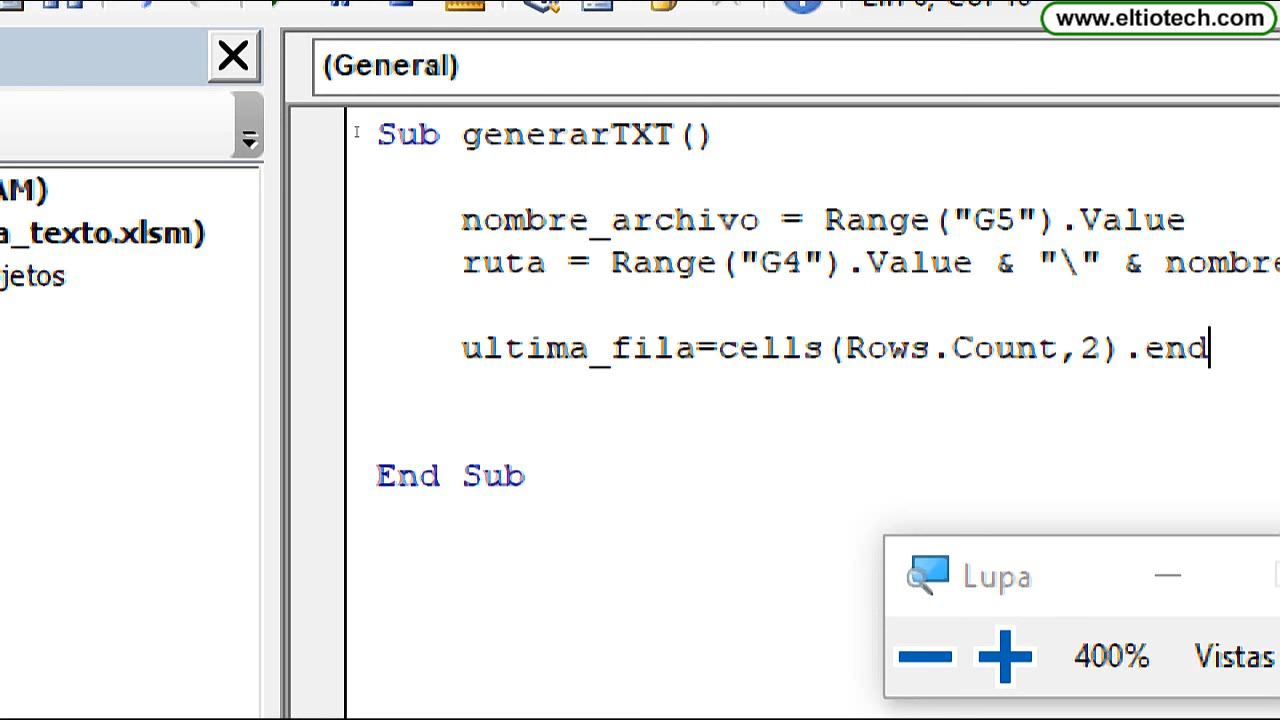 www.eltiotech.com
(General)
Sub generarTXT()
AM)
nombre_archivo = Range("G5").Value
a_texto.xlsm)
ruta = Range("G4").Value & "\" & nombre
jetos
ultima_fila=cells(Rows.Count,2).end
End Sub
Lupa
400%
Vistas